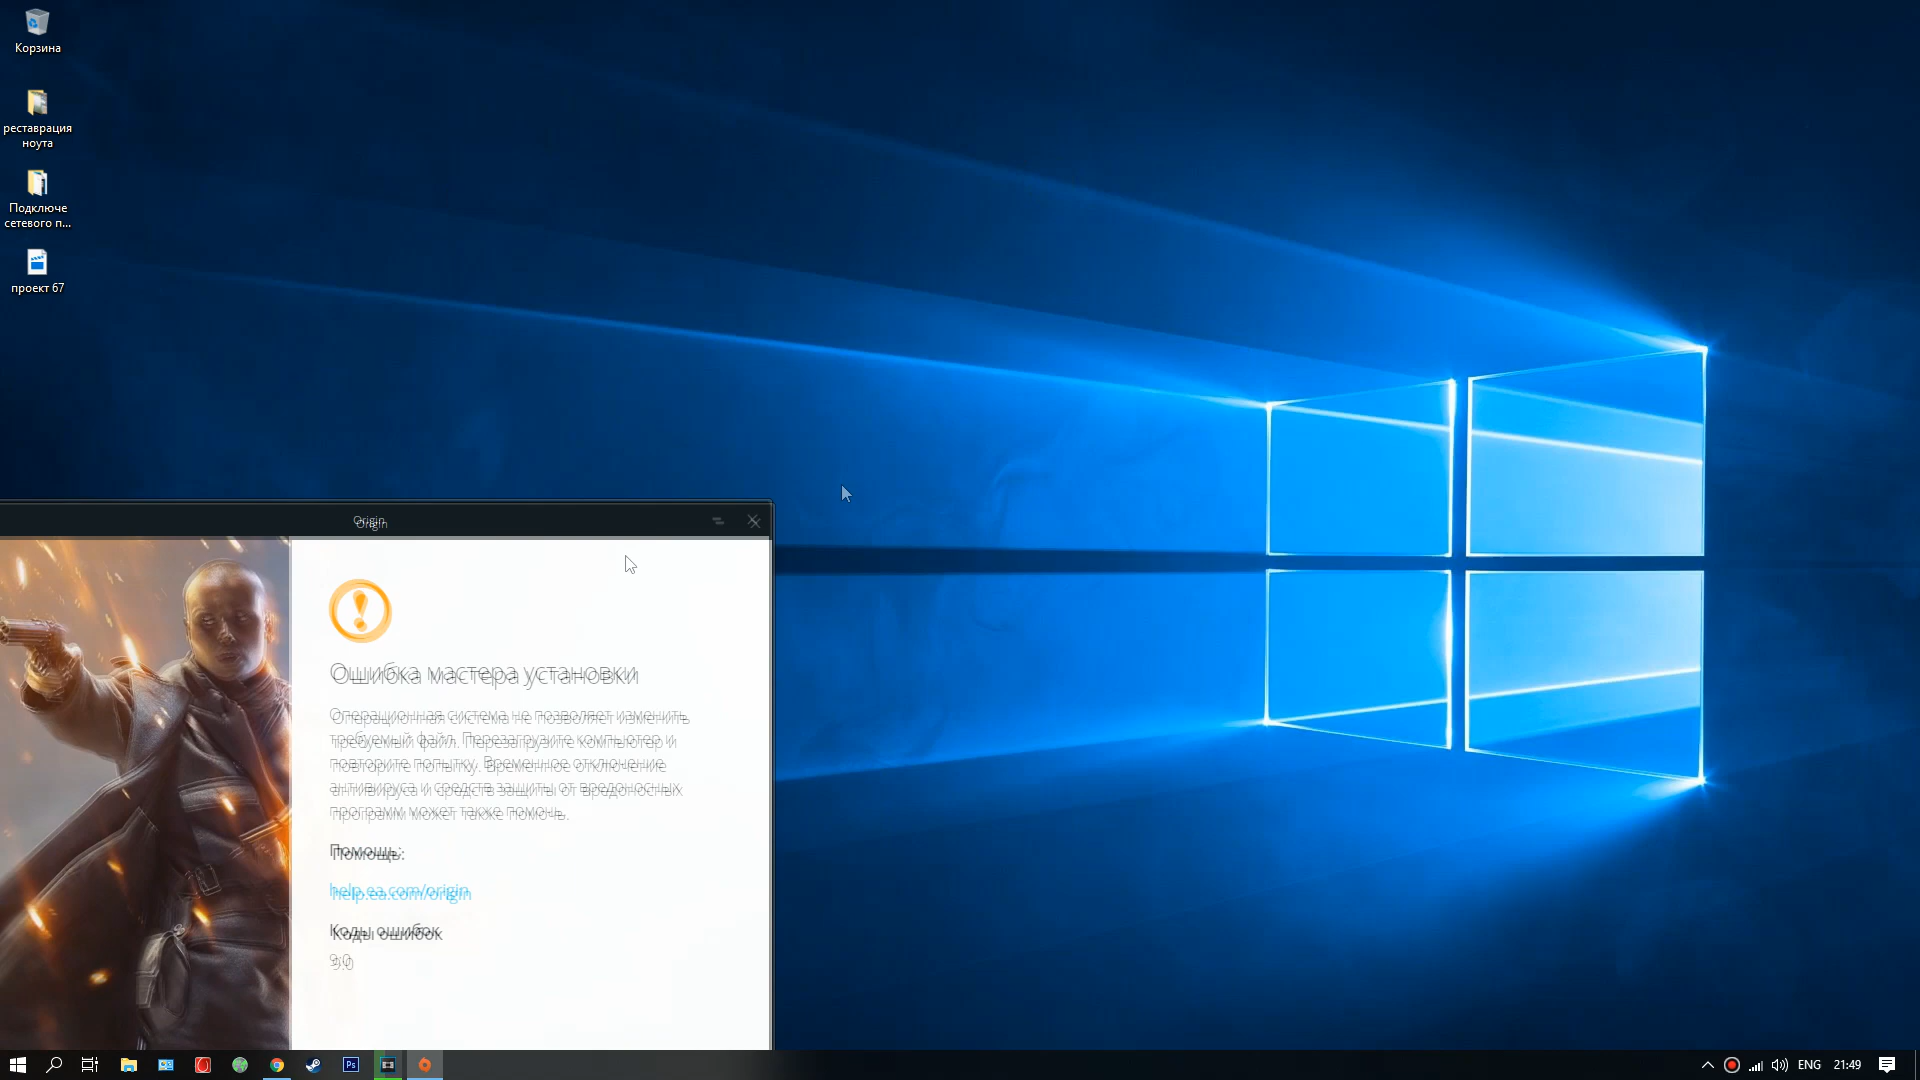 Корзина
реставрация
ноута
Подключе
сетевого п...
проект 67
Origin
Ошибка мастера установки
Операционная система не позволяет изменить
требуемый файл. Перезагрузите компьютер и
повторите попытку. Временное отключение
антивируса и средств защиты от вредоносных
программ может также помочь.
Помощь:
help.ea.com/origin
Коды ошибок
9:0
Ps
ENG
21:49